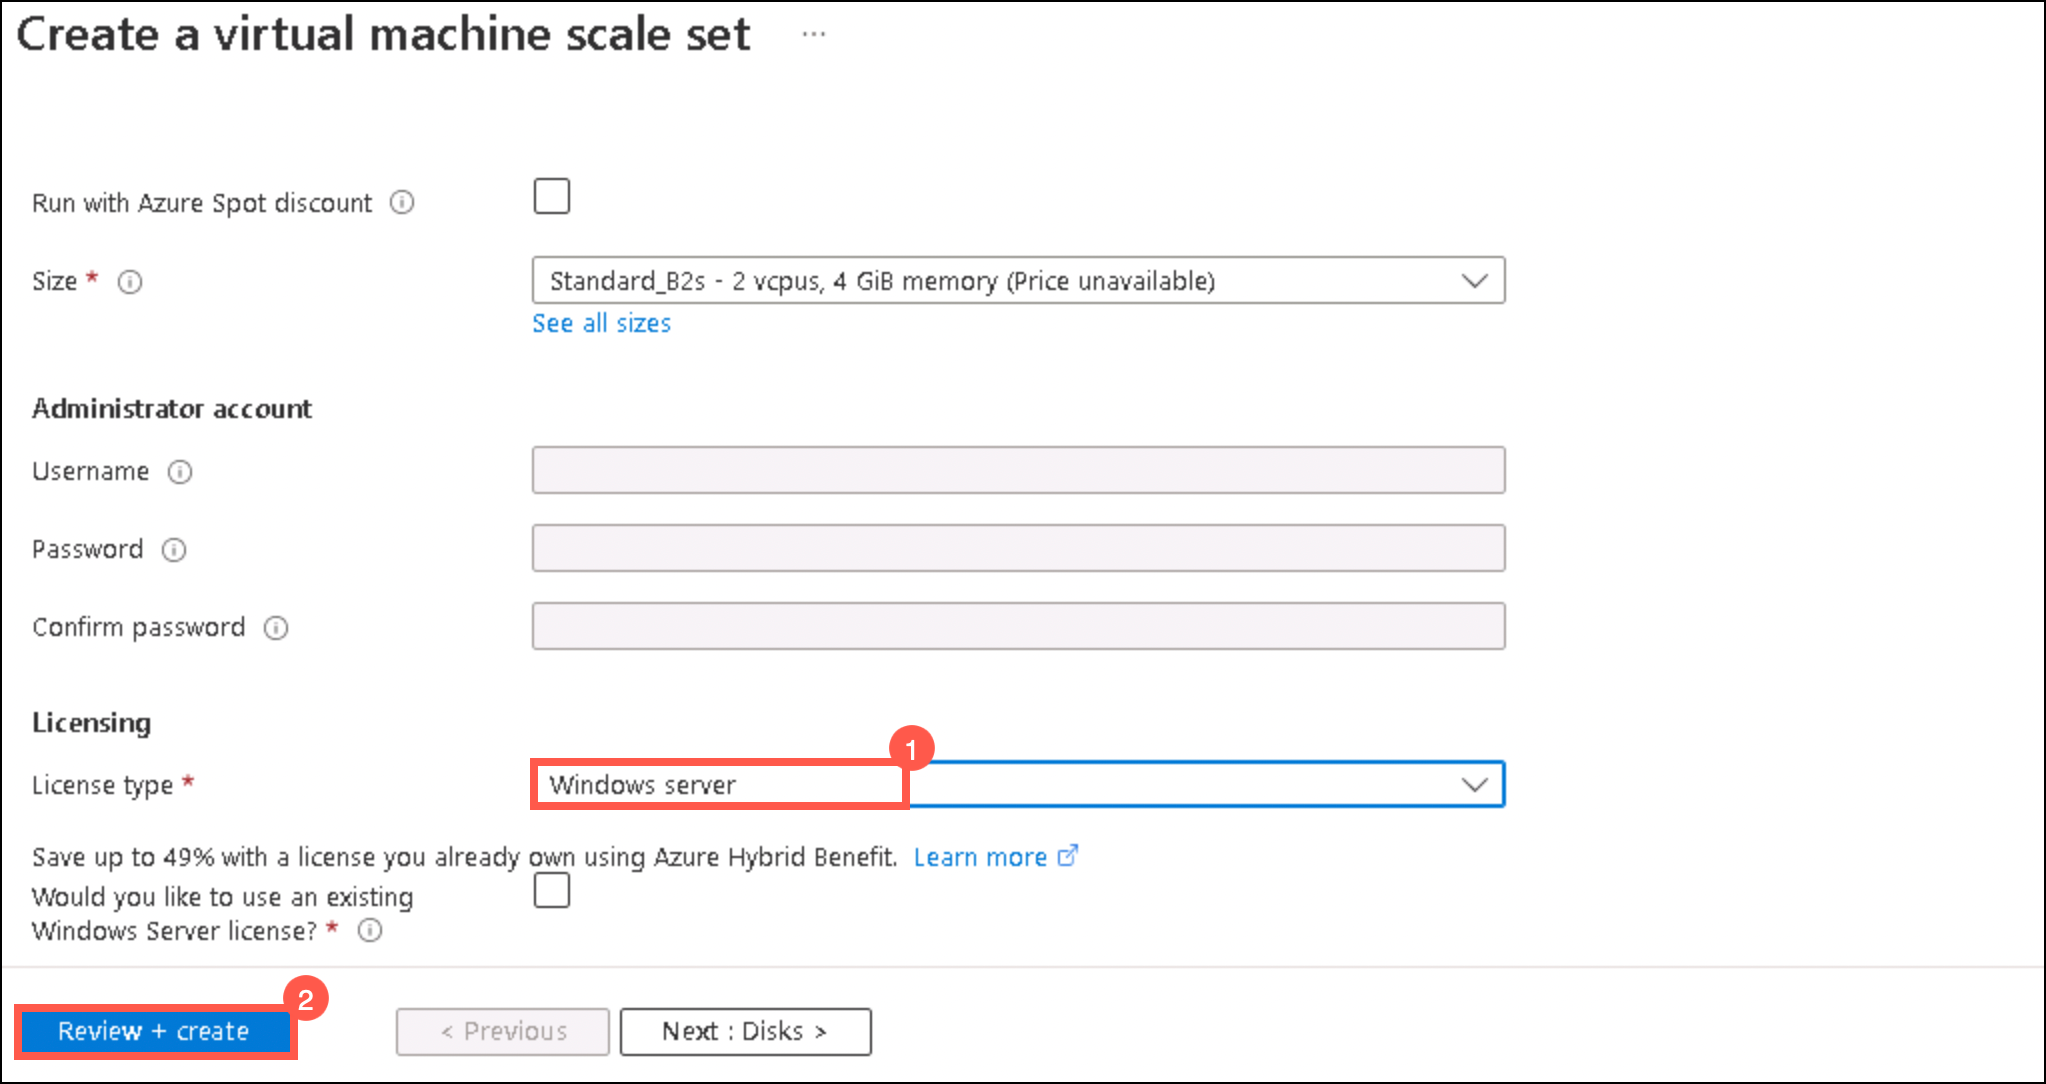 Create a virtual machine scale set ...
Run with Azure Spot discount
Size *
Standard_B2s - 2 vcpus, 4 GiB memory (Price unavailable)
See all sizes
Administrator account
Username
Password
Confirm password
Licensing
1
License type *
Windows server
Save up to 49% with a license you already own using Azure Hybrid Benefit. Learn more
Would you like to use an existing
Windows Server license? *
2
Review + create
< Previous
Next : Disks >